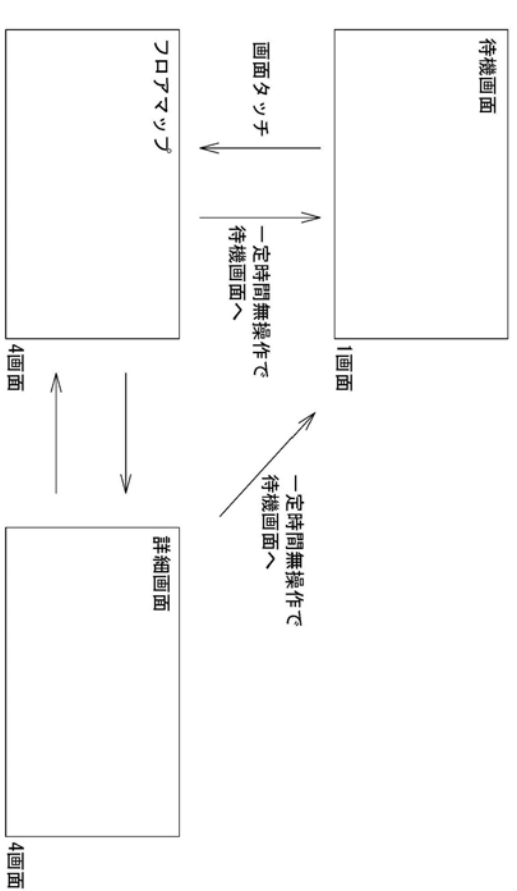 待機画面
1画面
画面タッチ
一定時間無操作で
待機画面へ
一定時間無操作で
待機画面へ
フロアマップ
4画面
詳細画面
4画面